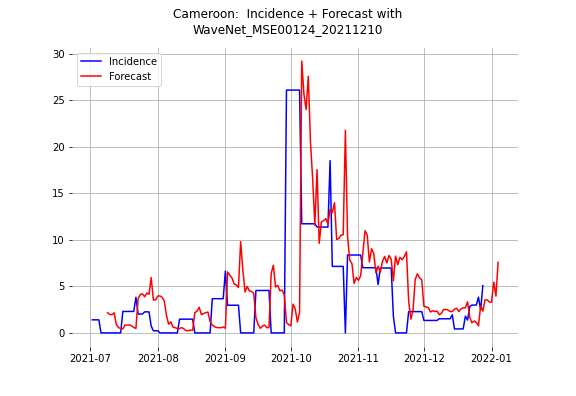 Cameroon:  Incidence + Forecast with
WaveNet_MSE00124_20211210
Incidence
Forecast
30
25
20
15
10
5
0
2021-07 2021-08 2021-09 2021-10 2021-11 2021-12 2022-01